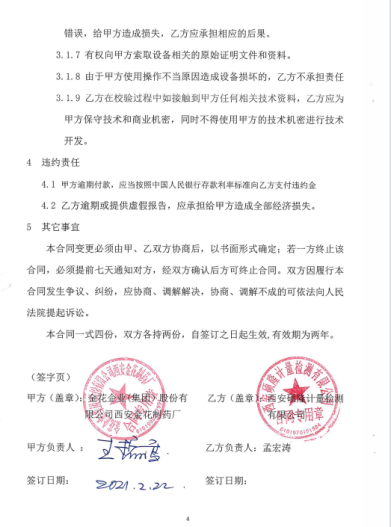 错误，给甲方造成损失，乙方应承担相应的后果。
3.1.7 有权向甲方索取设备相关的原始证明文件和资料。
3.1.8 由于甲方使用操作不当原因造成设备损坏的，乙方不承担责任
3.1.9 乙方在校验过程中如接触到甲方任何相关技术资料，乙方应为
甲方保守技术和商业机密，同时不得使用甲方的技术机密进行技术
开发。
4 违约责任
4.1 甲方逾期付款，应当按照中国人民银行存款利率标准向乙方支付违约金
4.2 乙方逾期或提供虚假报告，应承担给甲方造成全部经济损失。
5 其它事宜
本合同变更必须由甲、乙双方协商后，以书面形式确定；若一方终止该
合同，必须提前七天通知对方，经双方确认后方可终止合同。双方因履行本
合同发生争议、纠纷，应协商、调解解决，协商、调解不成的可依法向人民
法院提起诉讼。
本合同一式四份，双方各持两份，自签订之日起生效,有效期为两年。
（签字页）
甲方（盖章）：金花企业（集团）股份有
限公司西安金花制药厂
乙方（盖章）：西安硕隆计量检测
有限公司
合同专用章
甲方负责人：
乙方负责人：孟宏涛
签订日期： 2021.2.22
签订日期：
4